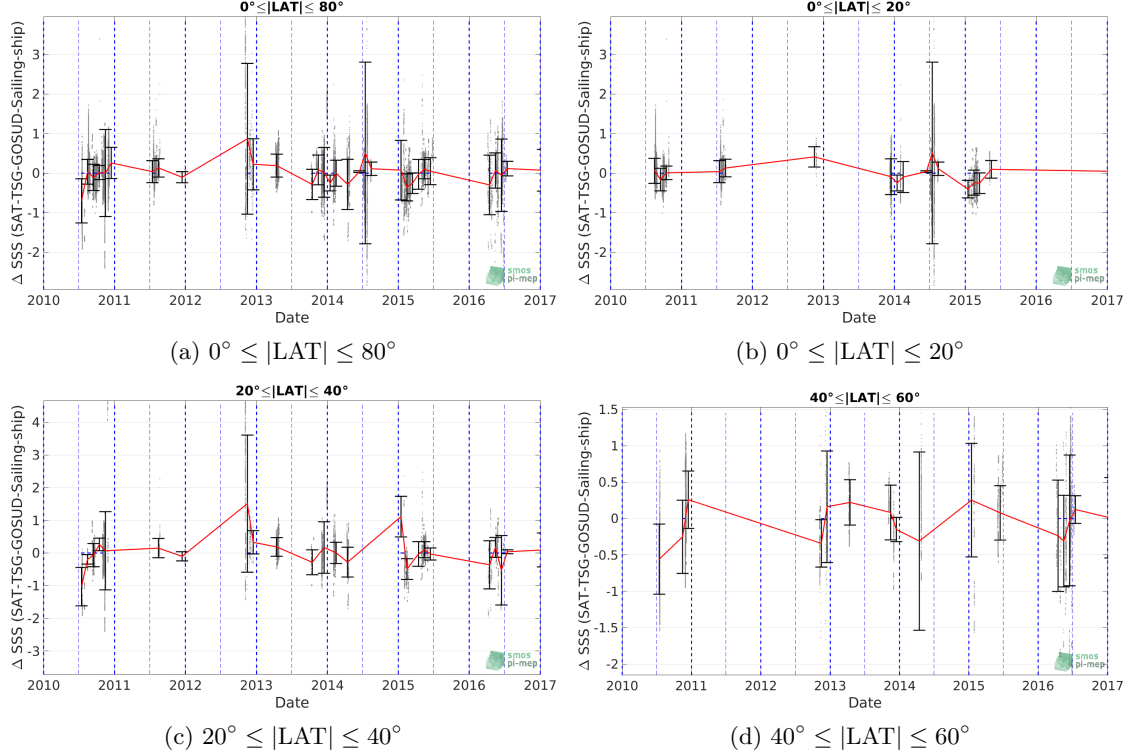 0°≤|LAT|≤ 80°
Δ SSS (SAT-TSG-GOSUD-Sailing-ship)
3
2
1
0
-1
-2
smos
pi-mep
2010 2011 2012 2013 2014 2015 2016 2017
Date
(a) 0° ≤ |LAT| ≤ 80°
0°≤|LAT|≤ 20°
Δ SSS (SAT-TSG-GOSUD-Sailing-ship)
3
2
1
0
-1
-2
smos
pi-mep
2010 2011 2012 2013 2014 2015 2016 2017
Date
(b) 0° ≤ |LAT| ≤ 20°
20°≤|LAT|≤ 40°
Δ SSS (SAT-TSG-GOSUD-Sailing-ship)
4
3
2
1
0
-1
-2
-3
smos
pi-mep
2010 2011 2012 2013 2014 2015 2016 2017
Date
(c) 20° ≤ |LAT| ≤ 40°
40°≤|LAT|≤ 60°
Δ SSS (SAT-TSG-GOSUD-Sailing-ship)
1.5
1
0.5
0
-0.5
-1
-1.5
-2
smos
pi-mep
2010 2011 2012 2013 2014 2015 2016 2017
Date
(d) 40° ≤ |LAT| ≤ 60°